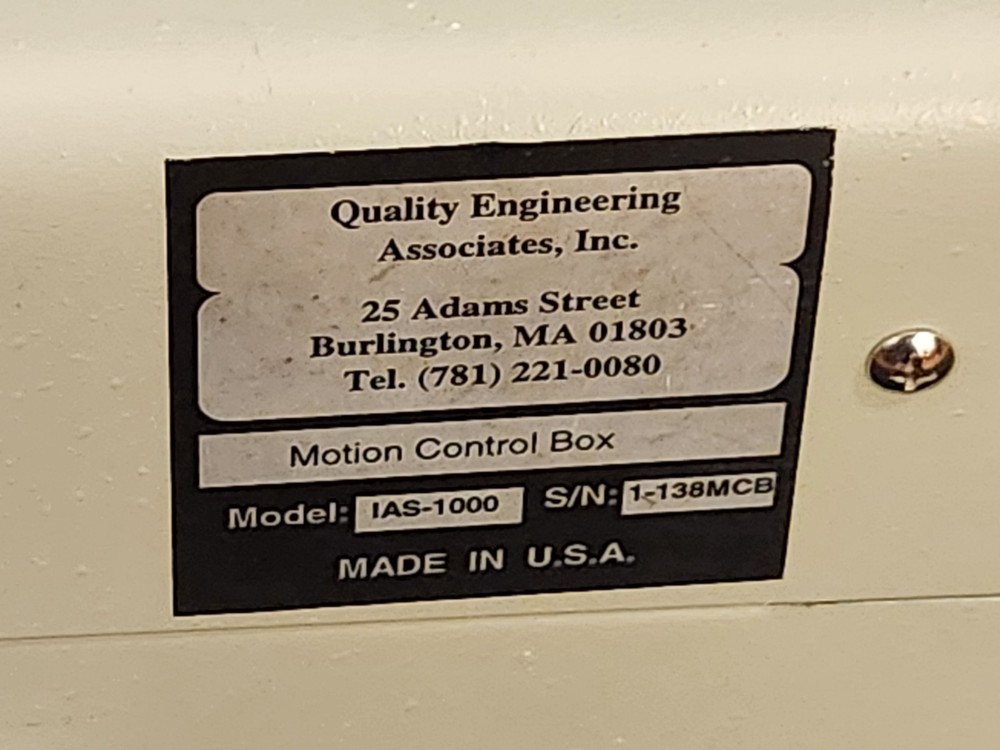 Quality Engineering
Associates, Inc.
25 Adams Street
Burlington, MA 01803
Tel. (781) 221-0080
Motion Control Box
Model: IAS-1000 S/N: 1-138MCB
MADE IN U.S.A.